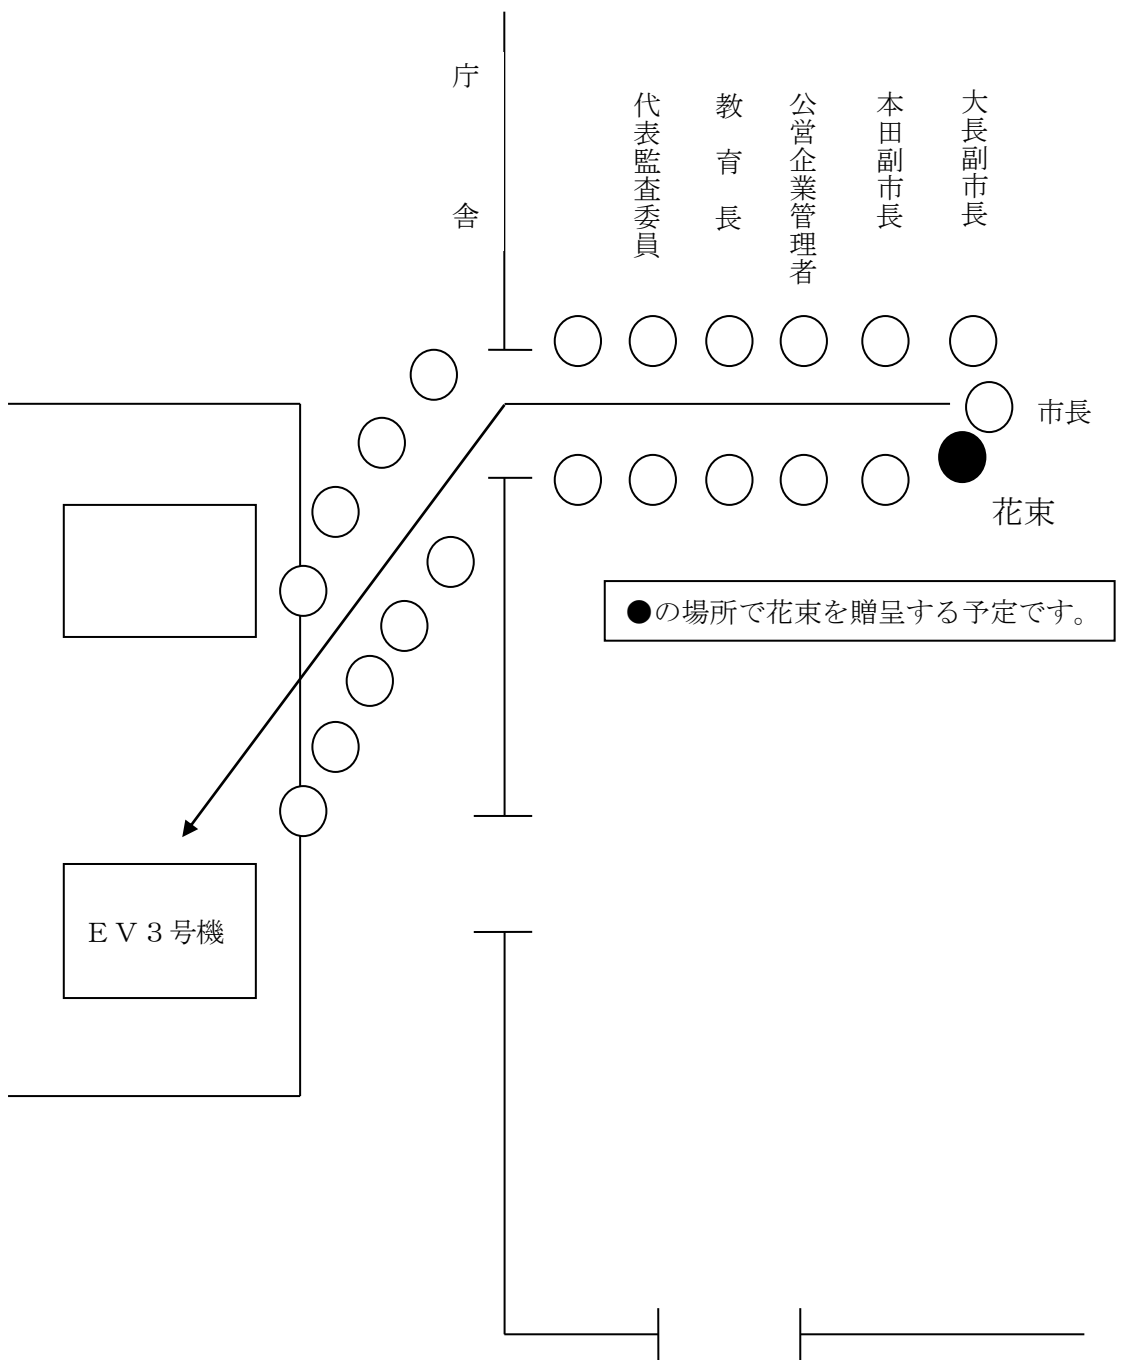 庁舎
大長副市長
本田副市長
公営企業管理者
教育長
代表監査委員
市長
花束
●の場所で花束を贈呈する予定です。
ＥＶ３号機